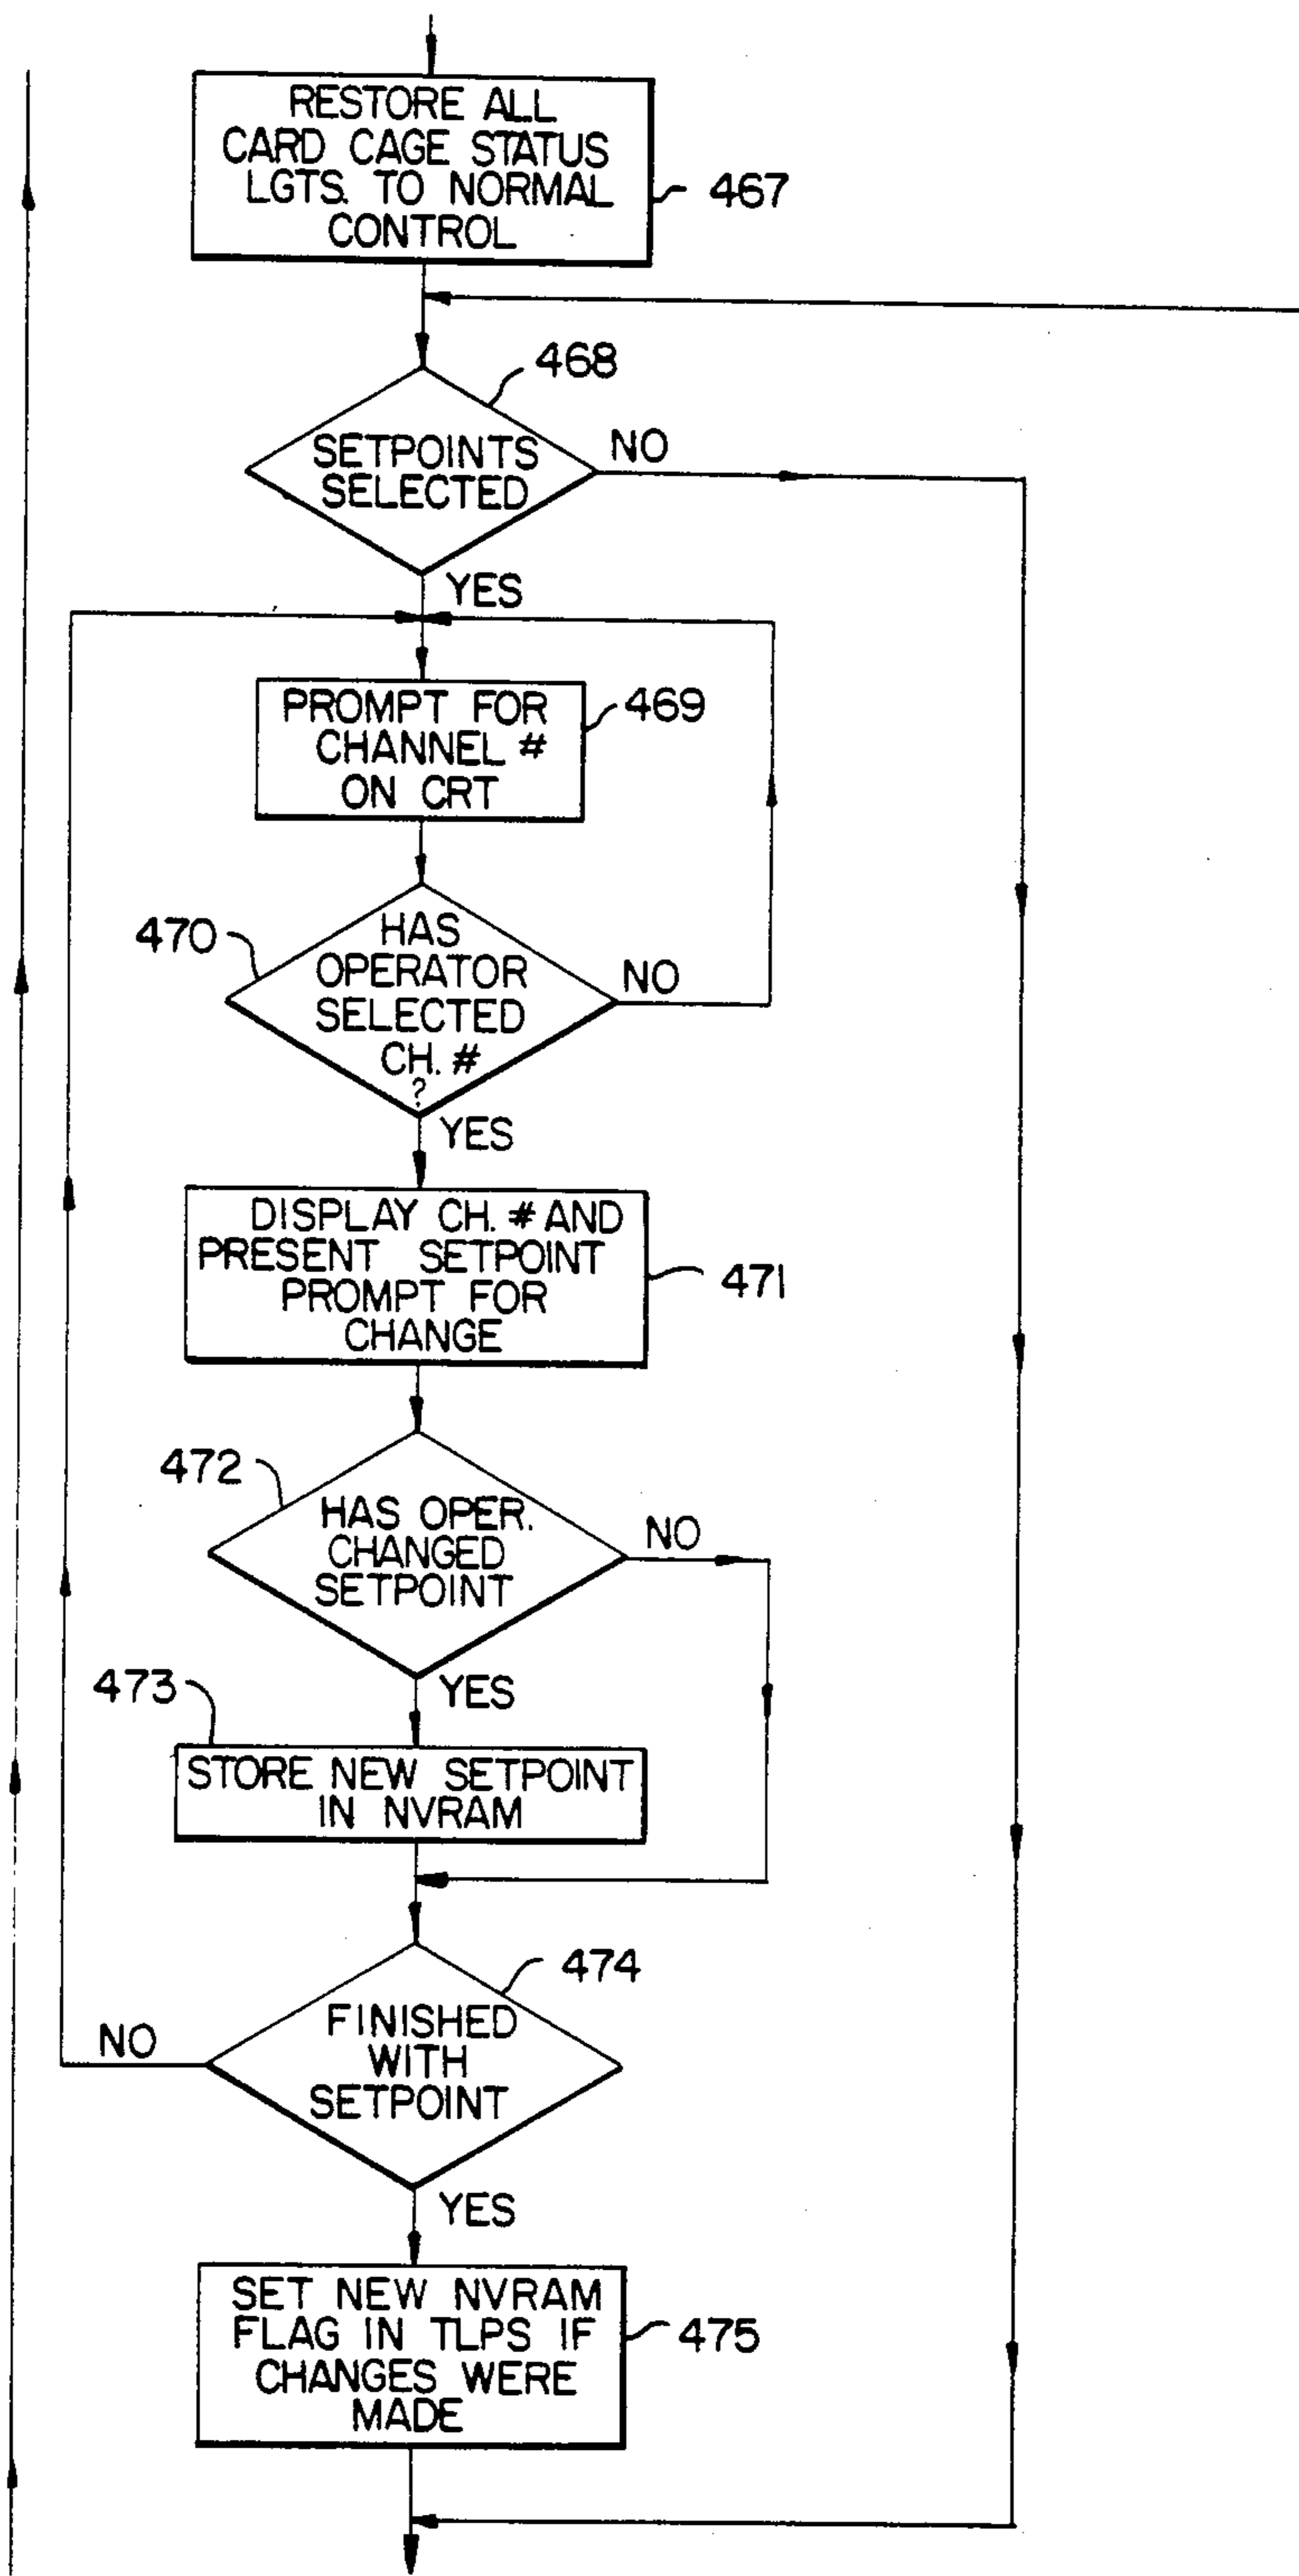 RESTORE ALL
CARD CAGE STATUS
LGTS. TO NORMAL
CONTROL
467
468
SETPOINTS
SELECTED
NO
YES
PROMPT FOR
CHANNEL #
ON CRT
469
470
HAS
OPERATOR
SELECTED
CH. #
?
NO
YES
DISPLAY CH. # AND
PRESENT SETPOINT
PROMPT FOR
CHANGE
471
472
HAS OPER.
CHANGED
SETPOINT
NO
YES
473
STORE NEW SETPOINT
IN NVRAM
474
FINISHED
WITH
SETPOINT
NO
YES
SET NEW NVRAM
FLAG IN TLPS IF
CHANGES WERE
MADE
475